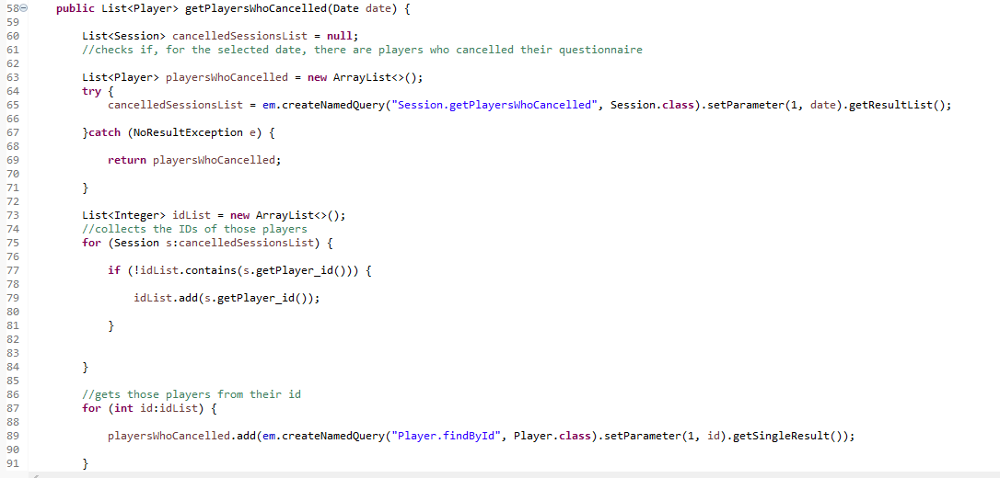 58 public List<Player> getPlayersWhoCancelled(Date date) {
59
60 List<Session> cancelledSessionsList = null;
61 //checks if, for the selected date, there are players who cancelled their questionnaire
62
63 List<Player> playersWhoCancelled = new ArrayList<>();
64 try {
65 cancelledSessionsList = em.createNamedQuery("Session.getPlayersWhoCancelled", Session.class).setParameter(1, date).getResultList();
66
67 }catch (NoResultException e) {
68
69 return playersWhoCancelled;
70
71 }
72
73 List<Integer> idList = new ArrayList<>();
74 //collects the IDs of those players
75 for (Session s:cancelledSessionsList) {
76
77 if (!idList.contains(s.getPlayer_id())) {
78
79 idList.add(s.getPlayer_id());
80
81 }
82
83
84 }
85
86 //gets those players from their id
87 for (int id:idList) {
88
89 playersWhoCancelled.add(em.createNamedQuery("Player.findById", Player.class).setParameter(1, id).getSingleResult());
90
91 }